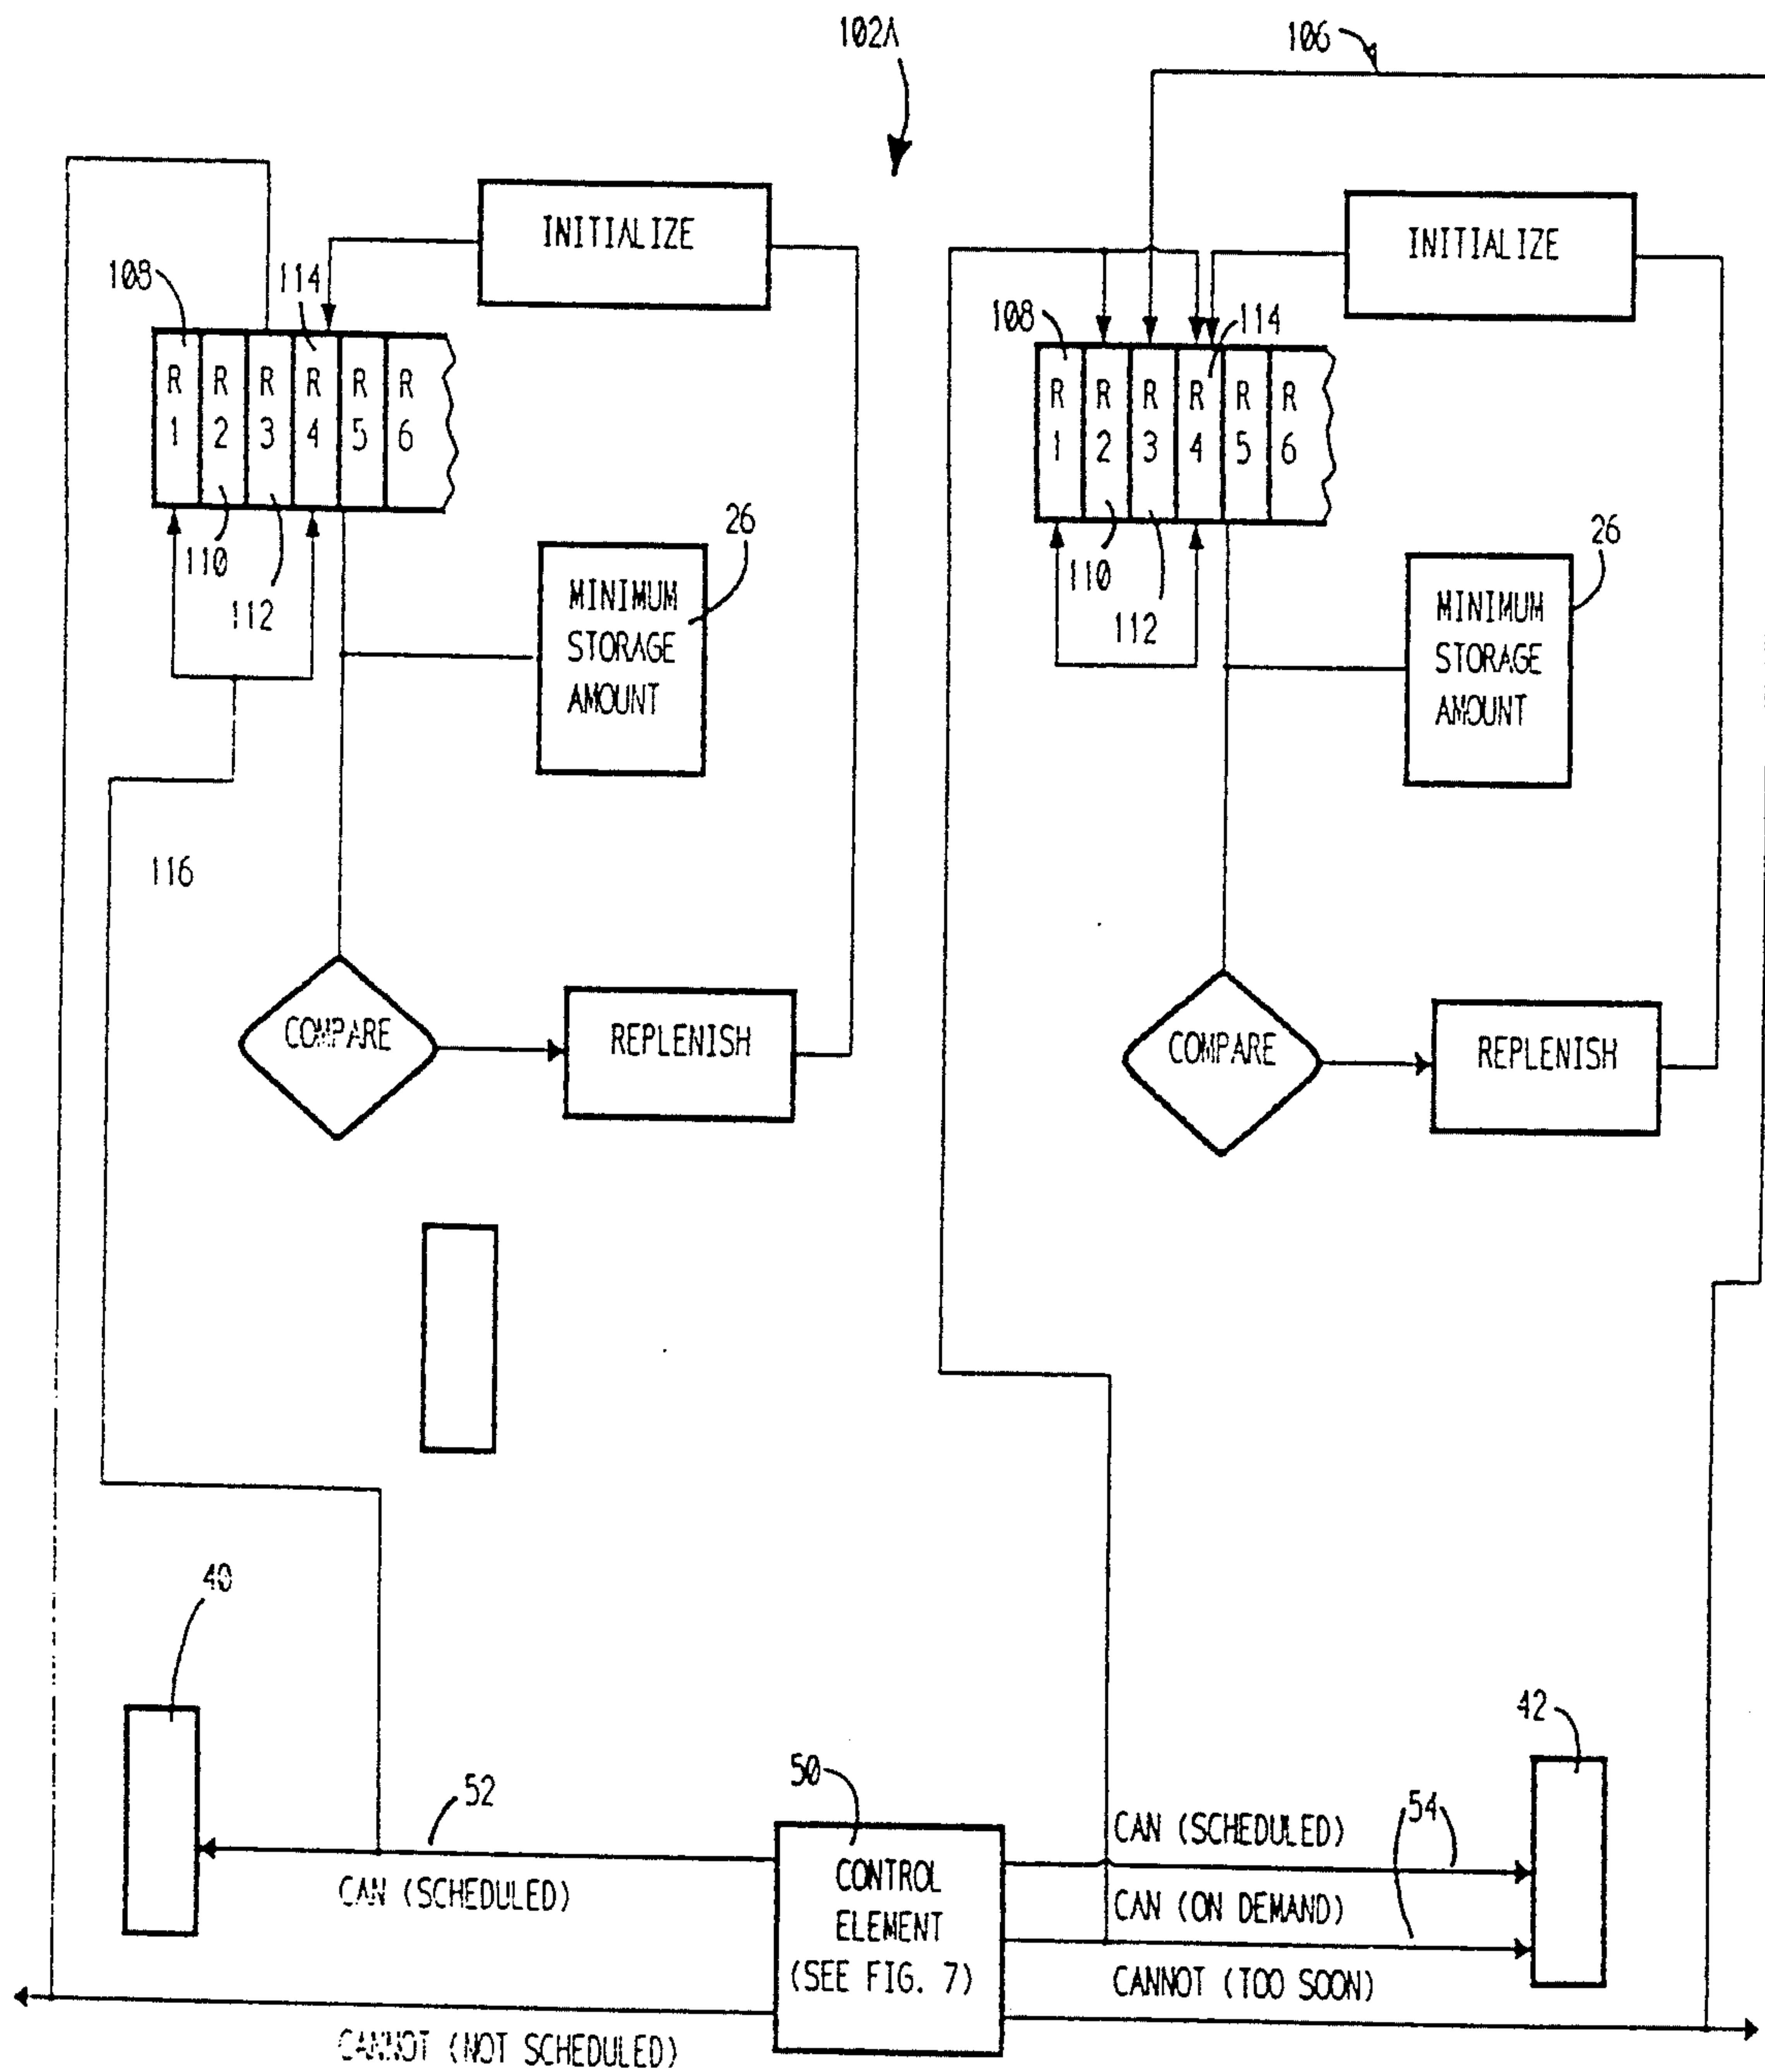 102A
106
INITIALIZE
INITIALIZE
108
114
108
114
R R R R R R
1 2 3 4 5 6
R R R R R R
1 2 3 4 5 6
110
112
26
MINIMUM
STORAGE
AMOUNT
110
112
26
MINIMUM
STORAGE
AMOUNT
116
COMPARE
REPLENISH
COMPARE
REPLENISH
40
42
52
50
54
CAN (SCHEDULED)
CONTROL
ELEMENT
(SEE FIG. 7)
CAN (SCHEDULED)
CAN (ON DEMAND)
CANNOT (TOO SOON)
CANNOT (NOT SCHEDULED)